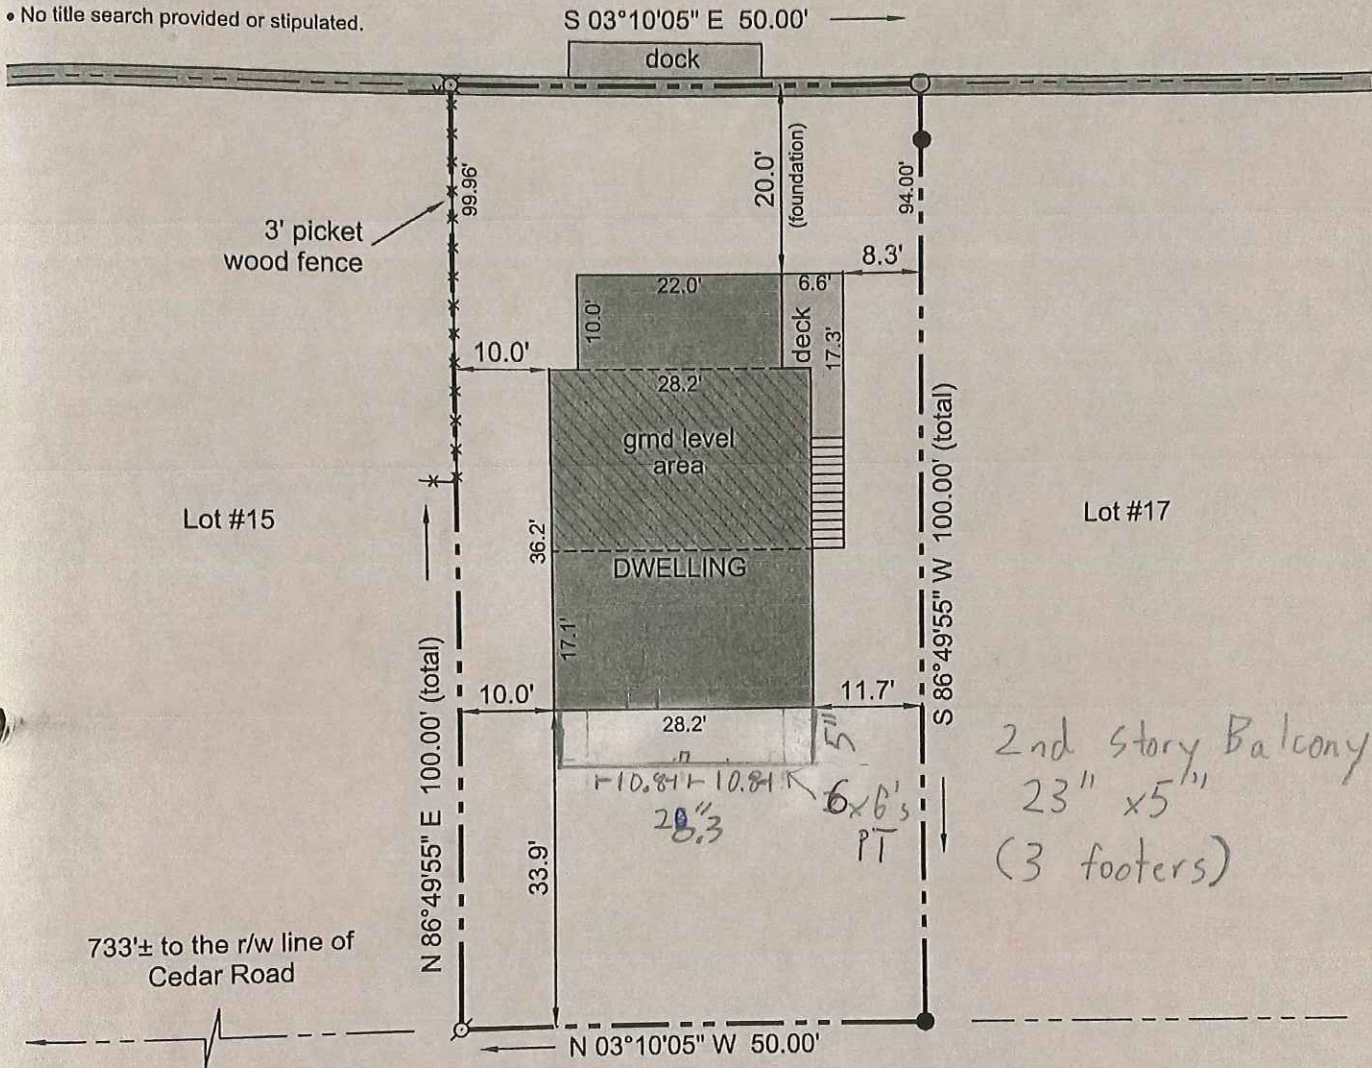 • No title search provided or stipulated.
S 03°10'05" E 50.00'
dock
99.96'
20.0'
(foundation)
94.00'
3' picket
wood fence
8.3'
22.0'
6.6'
10.0'
deck
17.3'
10.0'
28.2'
grnd level
area
Lot #15
Lot #17
36.2'
DWELLING
17.1'
N 86°49'55" E 100.00' (total)
S 86°49'55" W 100.00' (total)
10.0'
11.7'
28.2'
5"
10.84 10.84
6x6's
PT
2nd story Balcony
23" x5"
(3 footers)
33.9'
733'± to the r/w line of
Cedar Road
N 03°10'05" W 50.00'